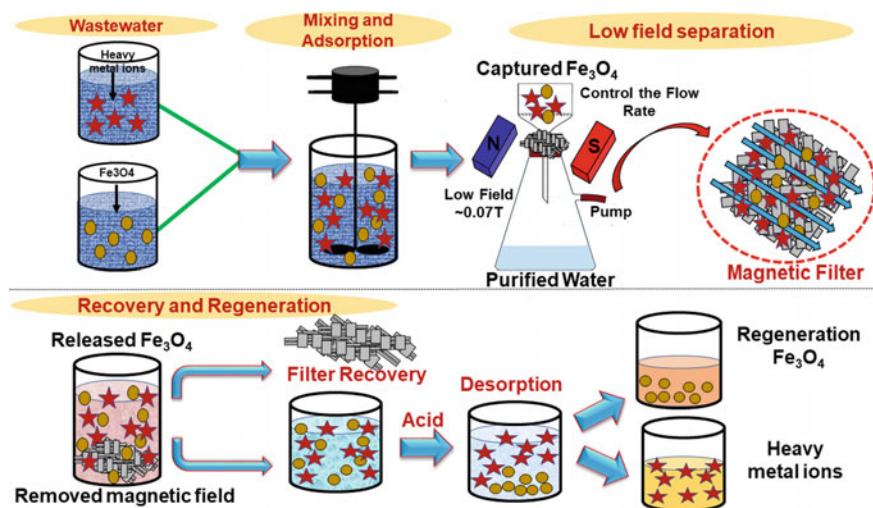 Wastewater
Heavy
metal ions
Fe3O4
Mixing and
Adsorption
Low field separation
Captured Fe₃O₄
Control the Flow
Rate
N
S
Low Field
~0.07T
Pump
Purified Water
Magnetic Filter
Recovery and Regeneration
Released Fe₃O₄
Removed magnetic field
Filter Recovery
Acid
Desorption
Regeneration
Fe₃O₄
Heavy
metal ions